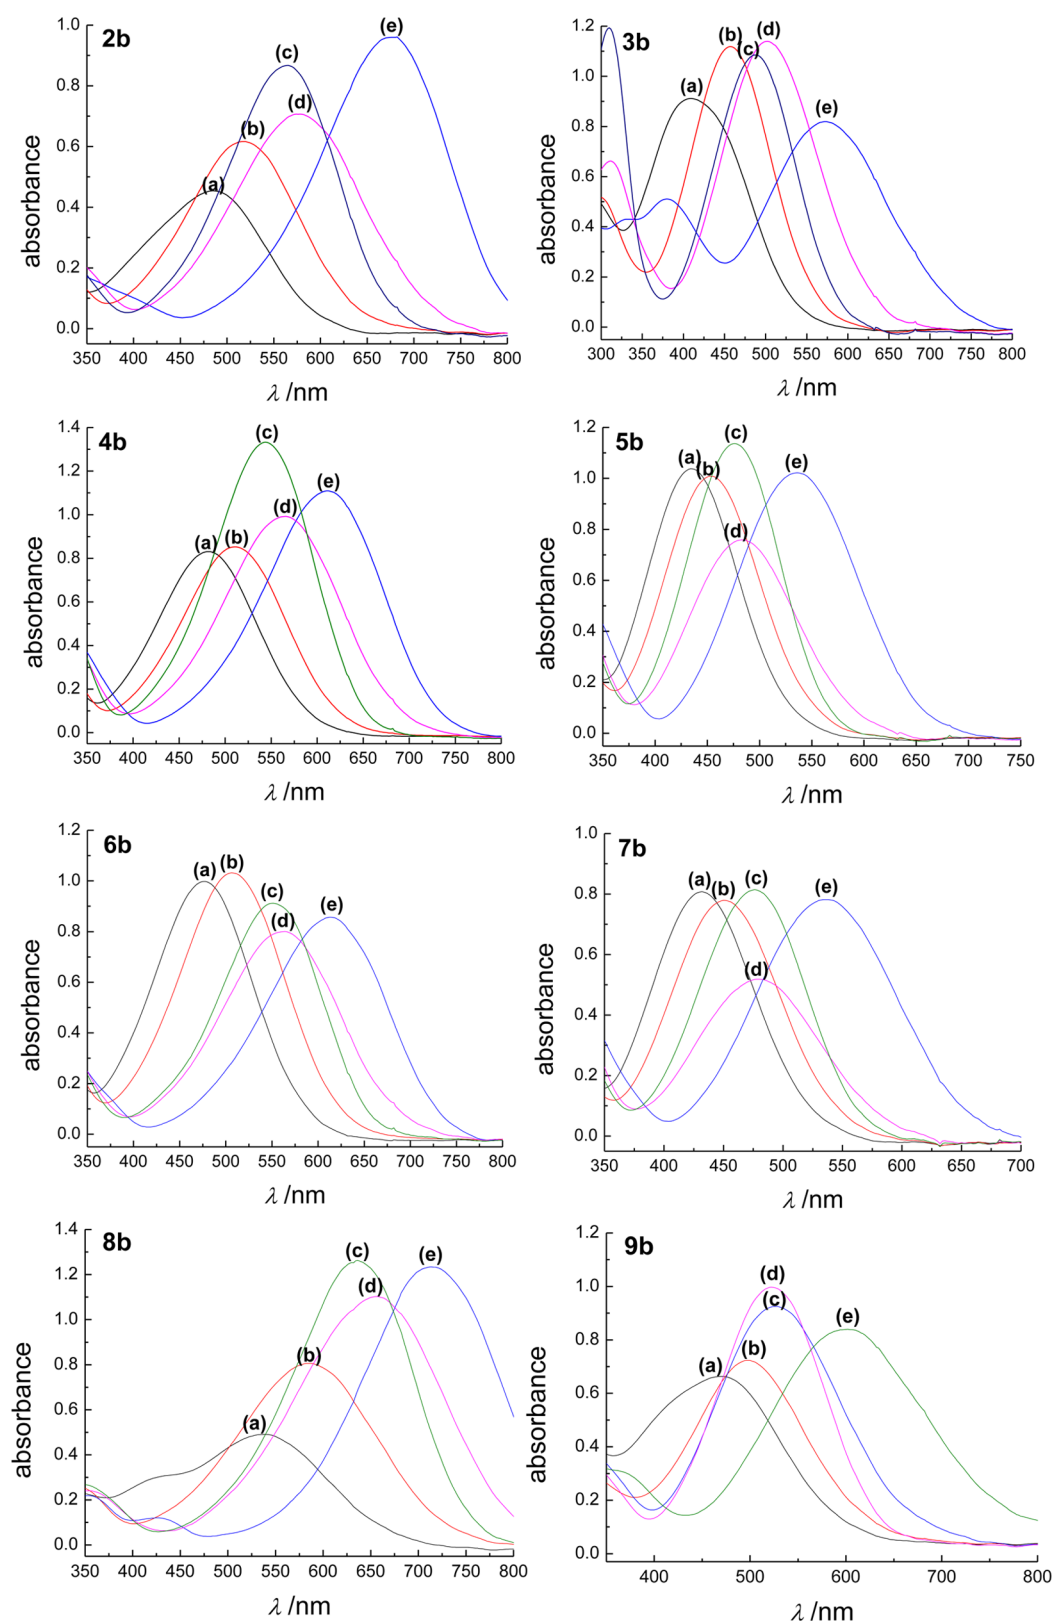 2b
absorbance
1.0
0.8
0.6
0.4
0.2
0.0
(a)
(b)
(c)
(d)
(e)
350 400 450 500 550 600 650 700 750 800
λ /nm
3b
absorbance
1.2
1.0
0.8
0.6
0.4
0.2
0.0
(a)
(b)
(c)
(d)
(e)
300 350 400 450 500 550 600 650 700 750 800
λ /nm
4b
absorbance
1.4
1.2
1.0
0.8
0.6
0.4
0.2
0.0
(a)
(b)
(c)
(d)
(e)
350 400 450 500 550 600 650 700 750 800
λ /nm
5b
absorbance
1.2
1.0
0.8
0.6
0.4
0.2
0.0
(a)
(b)
(c)
(d)
(e)
350 400 450 500 550 600 650 700 750
λ /nm
6b
absorbance
1.2
1.0
0.8
0.6
0.4
0.2
0.0
(a)
(b)
(c)
(d)
(e)
350 400 450 500 550 600 650 700 750 800
λ /nm
7b
absorbance
1.0
0.8
0.6
0.4
0.2
0.0
(a)
(b)
(c)
(d)
(e)
350 400 450 500 550 600 650 700
λ /nm
8b
absorbance
1.4
1.2
1.0
0.8
0.6
0.4
0.2
0.0
(a)
(b)
(c)
(d)
(e)
350 400 450 500 550 600 650 700 750 800
λ /nm
9b
absorbance
1.2
1.0
0.8
0.6
0.4
0.2
0.0
(a)
(b)
(d)
(c)
(e)
400 500 600 700 800
λ /nm